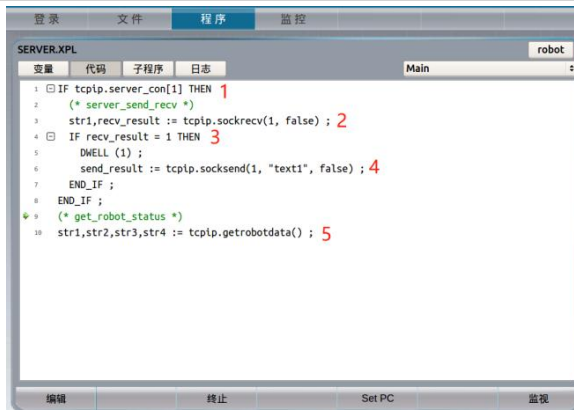 登录 文件 程序 监控
SERVER.XPL robot
变量 代码 子程序 日志 Main
1 IF tcpip.server_con[1] THEN 1
2 (* server_send_recv *)
3 str1,recv_result := tcpip.sockrecv(1, false) ; 2
4 IF recv_result = 1 THEN 3
5 DWELL (1) ;
6 send_result := tcpip.socksend(1, "text1", false) ; 4
7 END_IF ;
8 END_IF ;
9 (* get_robot_status *)
10 str1,str2,str3,str4 := tcpip.getrobotdata() ; 5
编辑 终止 Set PC 监视